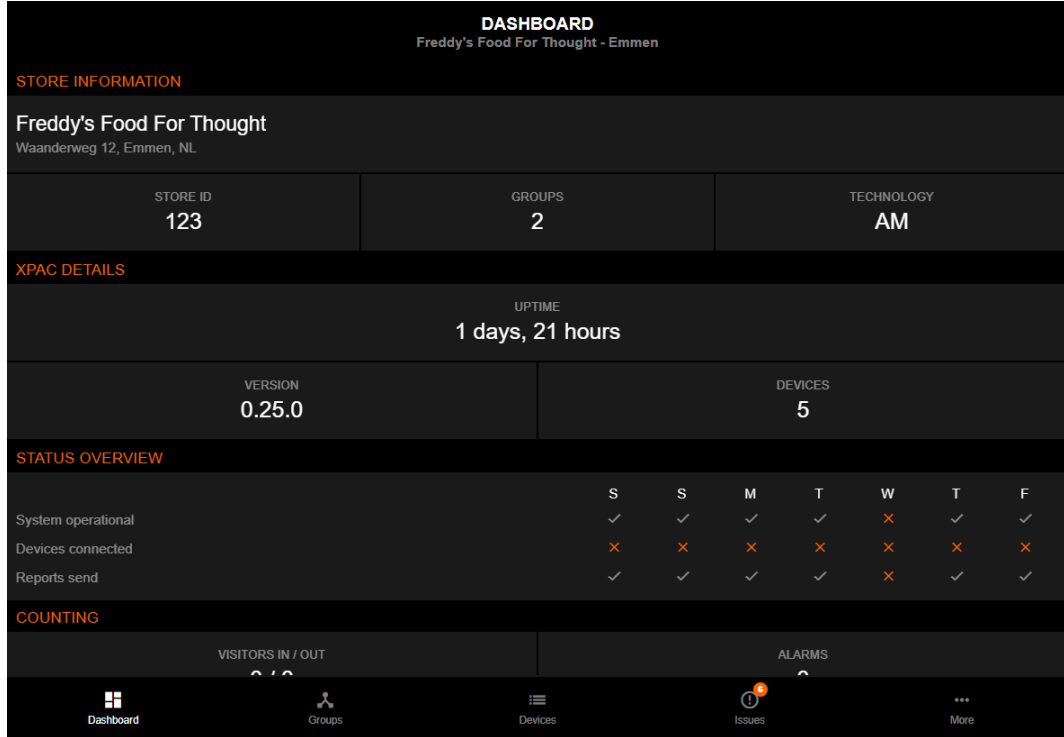 DASHBOARD
Freddy's Food For Thought - Emmen
STORE INFORMATION
Freddy's Food For Thought
Waanderweg 12, Emmen, NL
STORE ID GROUPS TECHNOLOGY
123 2 AM
XPAC DETAILS
UPTIME
1 days, 21 hours
VERSION DEVICES
0.25.0 5
STATUS OVERVIEW
S S M T W T F
System operational
Devices connected
Reports send
COUNTING
VISITORS IN / OUT ALARMS
Dashboard Groups Devices Issues More